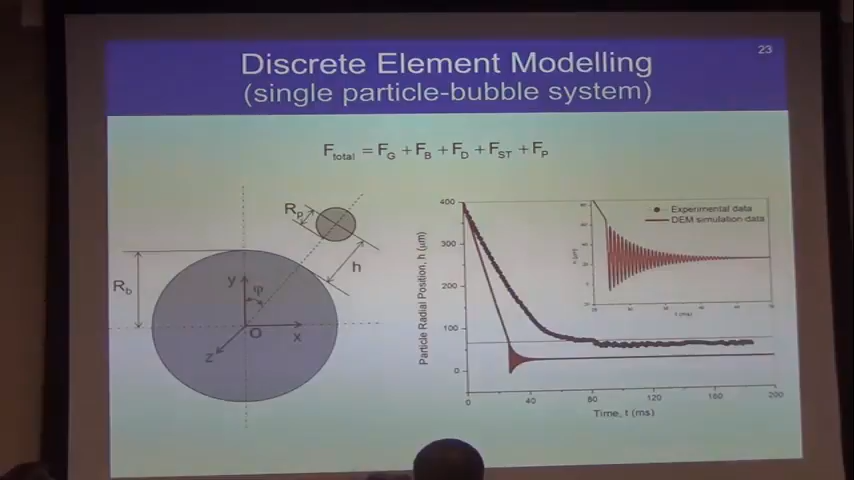 23
Discrete Element Modelling
(single particle-bubble system)
F_total = F_G + F_B + F_D + F_ST + F_P
R_p
h
R_b
y
φ
O
x
z
Particle Radial Position, h (μm)
400
300
200
100
0
0
40
80
120
160
200
Time, t (ms)
Experimental data
DEM simulation data
t (ms)